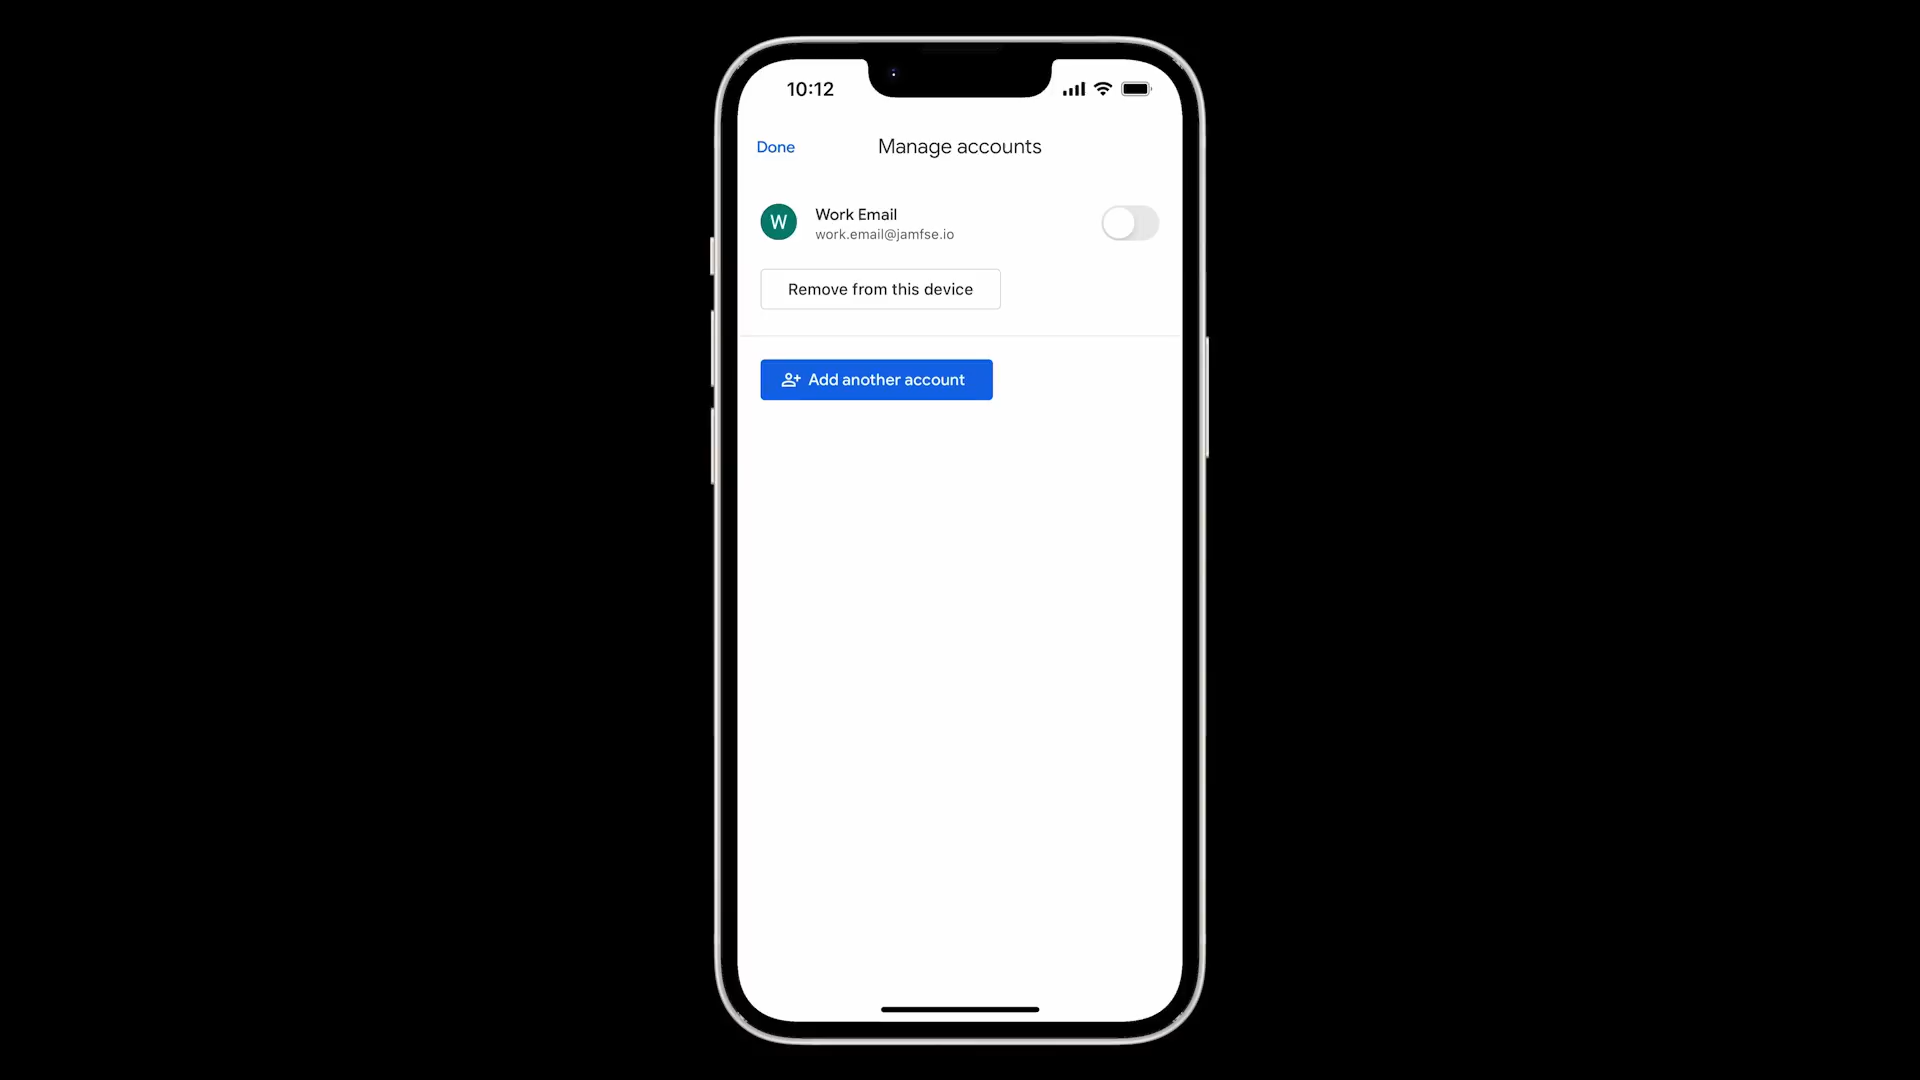 10:12
Done
Manage accounts
W
Work Email
work.email@jamfse.io
Remove from this device
Add another account